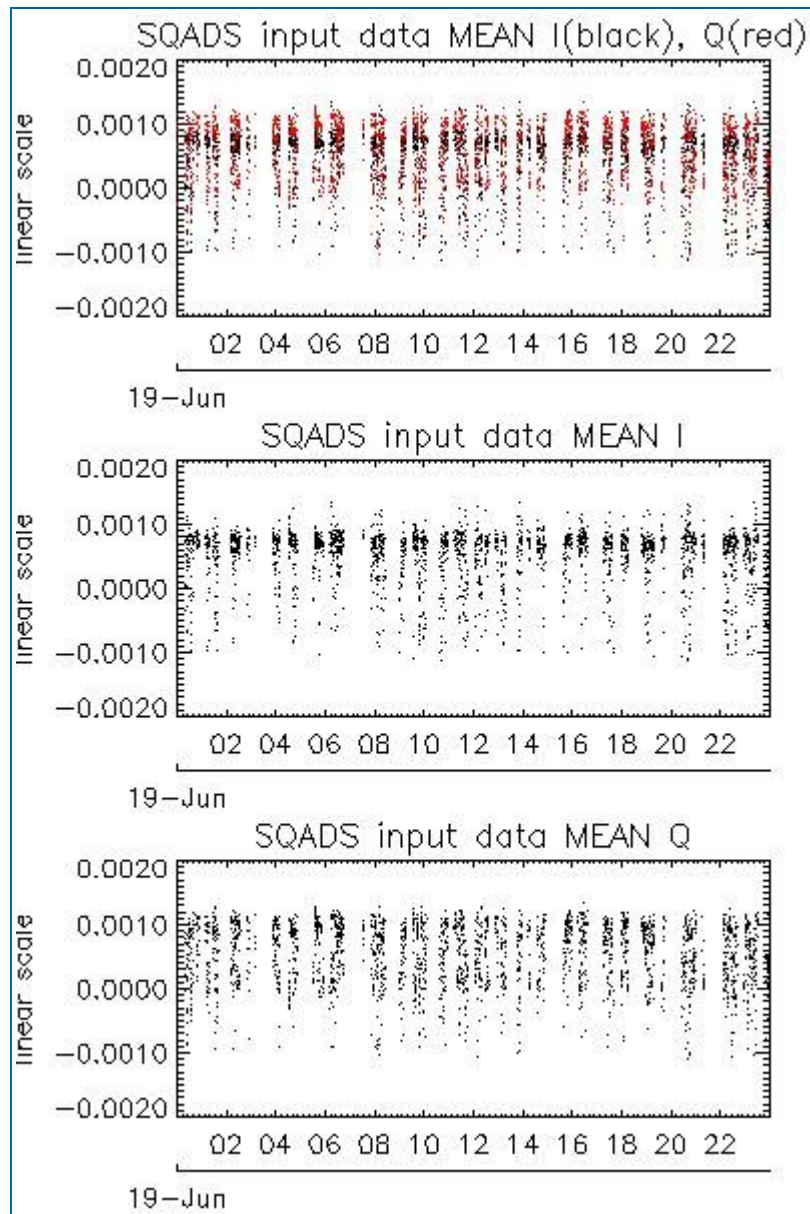 SQADS input data MEAN I(black), Q(red)
0.0020
0.0010
0.0000
-0.0010
-0.0020
linear scale
02 04 06 08 10 12 14 16 18 20 22
19-Jun
SQADS input data MEAN I
0.0020
0.0010
0.0000
-0.0010
-0.0020
linear scale
02 04 06 08 10 12 14 16 18 20 22
19-Jun
SQADS input data MEAN Q
0.0020
0.0010
0.0000
-0.0010
-0.0020
linear scale
02 04 06 08 10 12 14 16 18 20 22
19-Jun